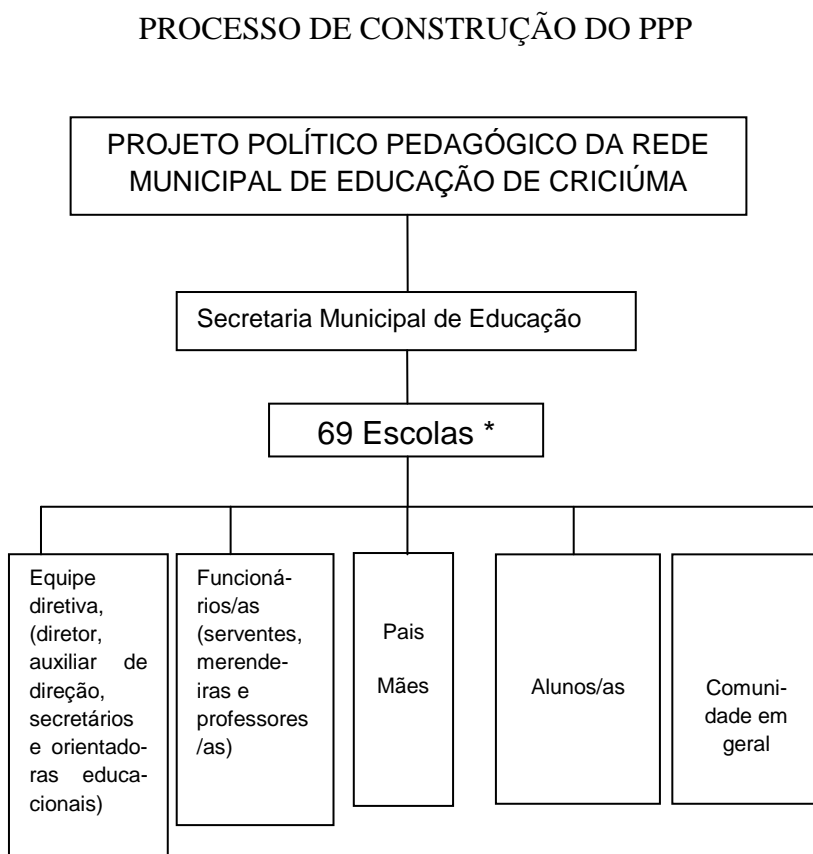 PROCESSO DE CONSTRUÇÃO DO PPP
PROJETO POLÍTICO PEDAGÓGICO DA REDE
MUNICIPAL DE EDUCAÇÃO DE CRICIÚMA
Secretaria Municipal de Educação
69 Escolas *
Equipe
diretiva,
(diretor,
auxiliar de
direção,
secretários
e orientado-
ras educa-
cionais)
Funcioná-
rios/as
(serventes,
merende-
iras e
professores
/as)
Pais
Mães
Alunos/as
Comuni-
dade em
geral